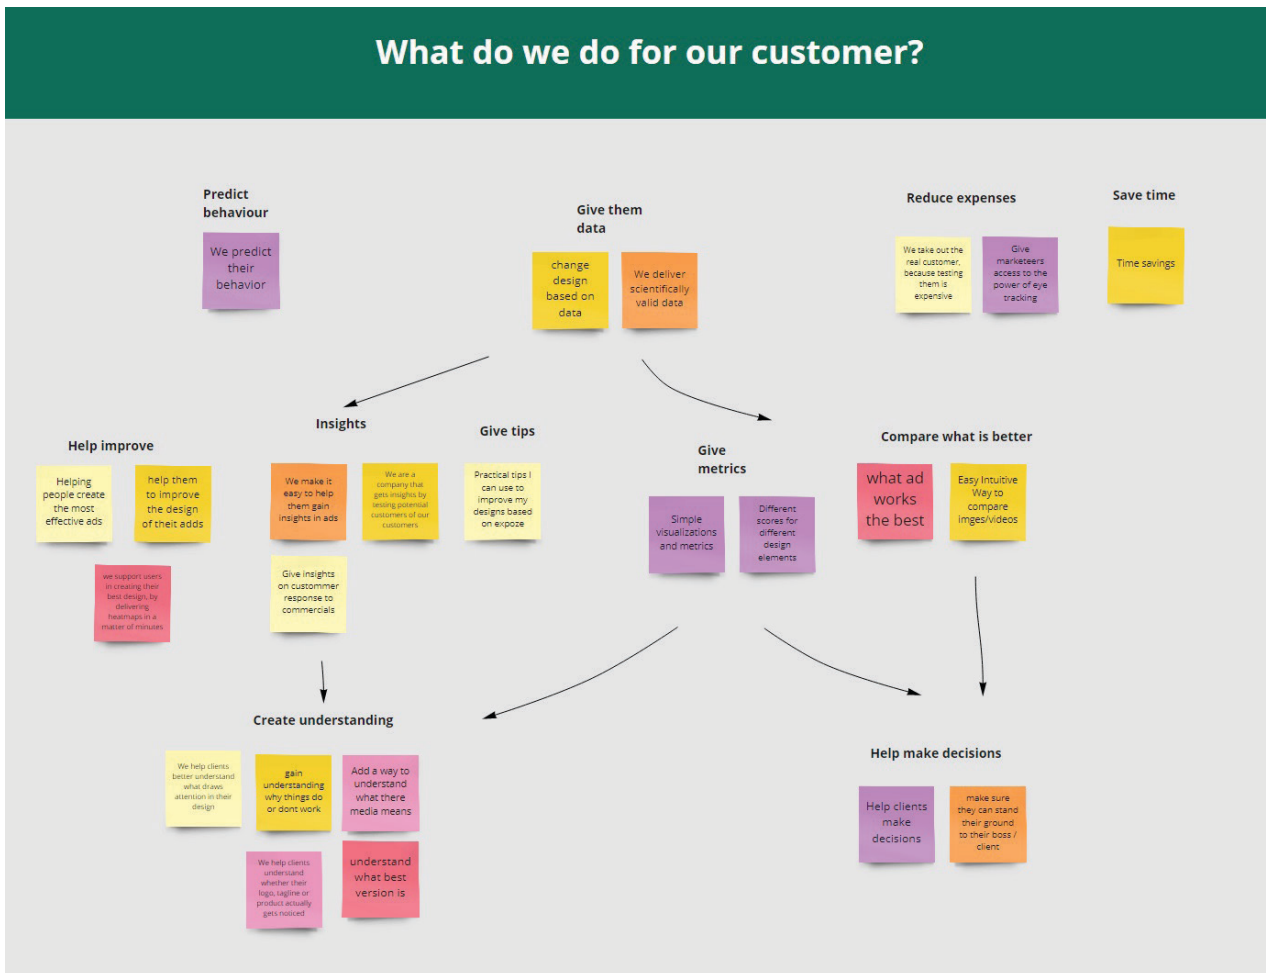 What do we do for our customer?
Predict
behaviour
We predict
their
behavior
Give them
data
change
design
based on
data
We deliver
scientifically
valid data
Reduce expenses
We take out the
real customer,
because testing
them is
expensive
Give
marketeers
access to the
power of eye
tracking
Save time
Time savings
Help improve
Helping
people create
the most
effective ads
help them
to improve
the design
of theit adds
we support users
in creating their
best design, by
delivering
heatmaps in a
matter of minutes
Insights
We make it
easy to help
them gain
insights in ads
We are a
company that
gets insights by
testing potential
customers of our
customers
Give insights
on custommer
response to
commercials
Give tips
Practical tips I
can use to
improve my
designs based
on expoze
Give
metrics
Simple
visualizations
and metrics
Different
scores for
different
design
elements
Compare what is better
what ad
works
the best
Easy Intuitive
Way to
compare
imges/videos
Create understanding
We help clients
better understand
what draws
attention in their
design
gain
understanding
why things do
or dont work
Add a way to
understand
what there
media means
We help clients
understand
whether their
logo, tagline or
product actually
gets noticed
understand
what best
version is
Help make decisions
Help clients
make
decisions
make sure
they can stand
their ground
to their boss /
client